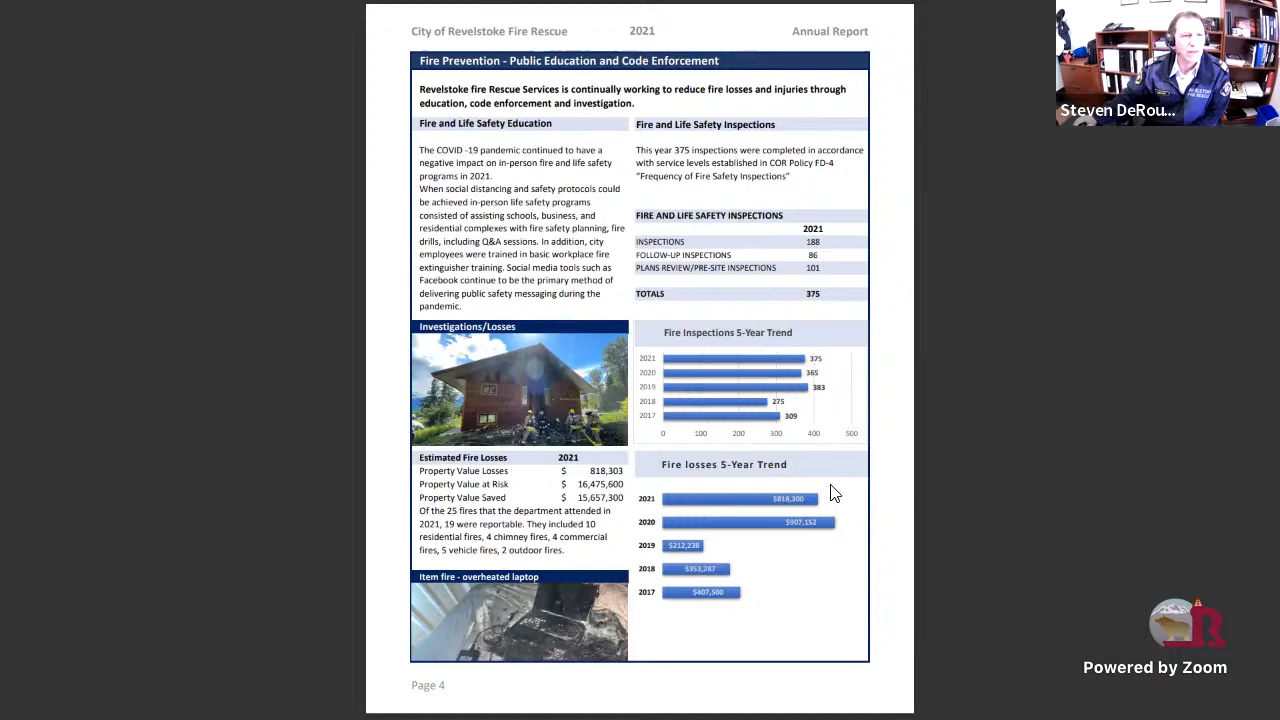 City of Revelstoke Fire Rescue 2021 Annual Report
Fire Prevention - Public Education and Code Enforcement
Revelstoke fire Rescue Services is continually working to reduce fire losses and injuries through
education, code enforcement and investigation.
Fire and Life Safety Education
The COVID -19 pandemic continued to have a
negative impact on in-person fire and life safety
programs in 2021.
When social distancing and safety protocols could
be achieved in-person life safety programs
consisted of assisting schools, business, and
residential complexes with fire safety planning, fire
drills, including Q&A sessions. In addition, city
employees were trained in basic workplace fire
extinguisher training. Social media tools such as
Facebook continue to be the primary method of
delivering public safety messaging during the
pandemic.
Investigations/Losses
Estimated Fire Losses 2021
Property Value Losses $ 818,303
Property Value at Risk $ 16,475,600
Property Value Saved $ 15,657,300
Of the 25 fires that the department attended in
2021, 19 were reportable. They included 10
residential fires, 4 chimney fires, 4 commercial
fires, 5 vehicle fires, 2 outdoor fires.
Item fire - overheated laptop
Fire and Life Safety Inspections
This year 375 inspections were completed in accordance
with service levels established in COR Policy FD-4
"Frequency of Fire Safety Inspections"
FIRE AND LIFE SAFETY INSPECTIONS
2021
INSPECTIONS 188
FOLLOW-UP INSPECTIONS 86
PLANS REVIEW/PRE-SITE INSPECTIONS 101
TOTALS 375
Fire Inspections 5-Year Trend
2021 375
2020 365
2019 383
2018 275
2017 309
0 100 200 300 400 500
Fire losses 5-Year Trend
2021 $818,300
2020 $907,152
2019 $212,238
2018 $353,287
2017 $407,500
Page 4
Steven DeRou...
Powered by Zoom